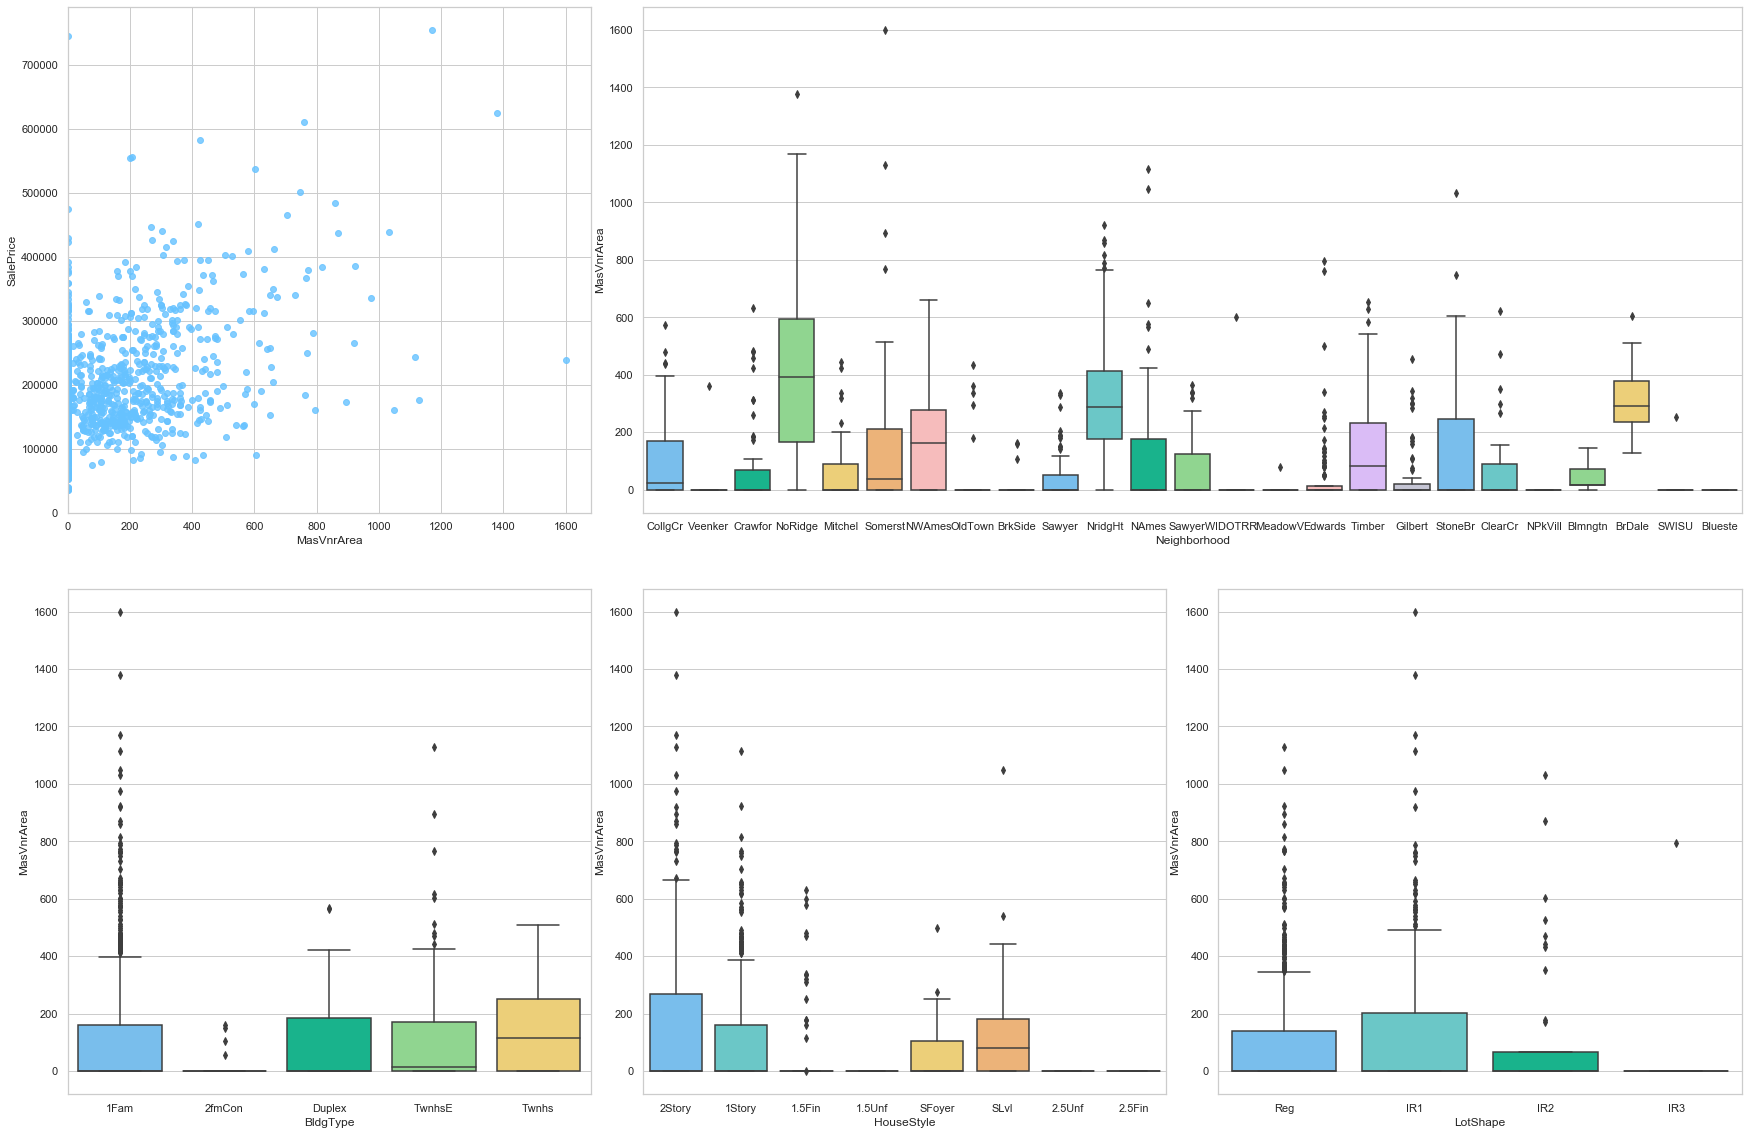 700000
600000
500000
400000
300000
200000
100000
0
SalePrice
0 200 400 600 800 1000 1200 1400 1600
MasVnrArea
1600
1400
1200
1000
800
600
400
200
0
MasVnrArea
CollgCr Veenker Crawfor NoRidge Mitchel Somerst NWAmes OldTown BrkSide Sawyer NridgHt NAmes SawyerW IDOTRR MeadowV Edwards Timber Gilbert StoneBr ClearCr NPkVill Blmngtn BrDale SWISU Blueste
Neighborhood
1600
1400
1200
1000
800
600
400
200
0
MasVnrArea
1Fam 2fmCon Duplex TwnhsE Twnhs
BldgType
1600
1400
1200
1000
800
600
400
200
0
MasVnrArea
2Story 1Story 1.5Fin 1.5Unf SFoyer SLvl 2.5Unf 2.5Fin
HouseStyle
1600
1400
1200
1000
800
600
400
200
0
MasVnrArea
Reg IR1 IR2 IR3
LotShape